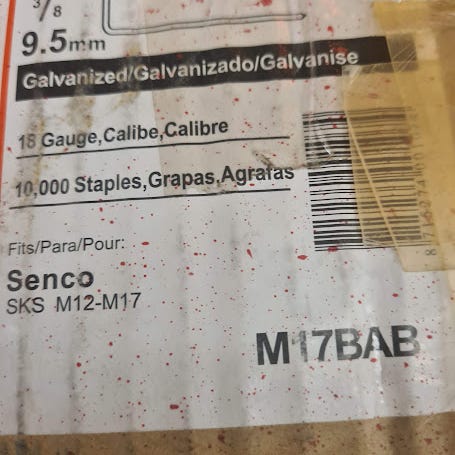 3/8
9.5mm
Galvanized/Galvanizado/Galvanise
18 Gauge,Calibe,Calibre
10,000 Staples,Grapas,Agrafas
Fits/Para/Pour:
Senco
SKS M12-M17
M17BAB